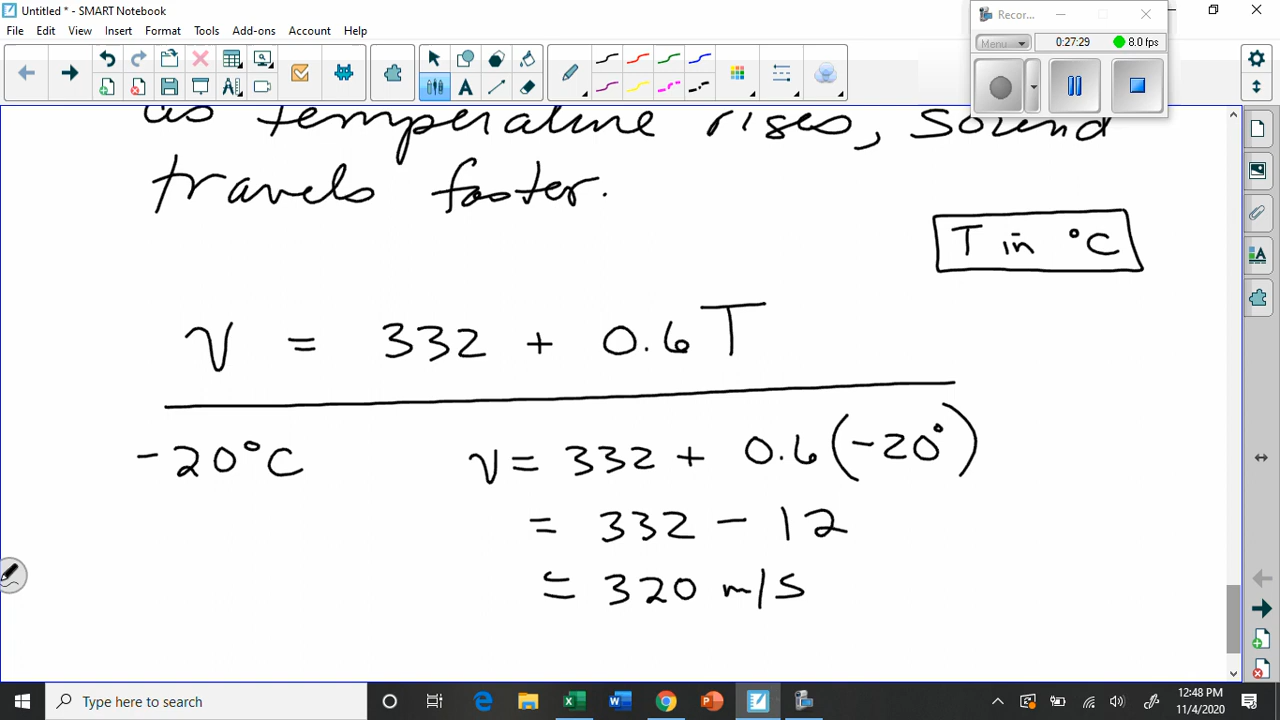 Untitled * - SMART Notebook
File Edit View Insert Format Tools Add-ons Account Help
Recor...
Menu
0:27:29
8.0 fps
as temperature rises, sound
travels faster.
T in °C
v = 332 + 0.6T
-20°C
v = 332 + 0.6(-20°)
= 332 - 12
= 320 m/s
Type here to search
12:48 PM
11/4/2020